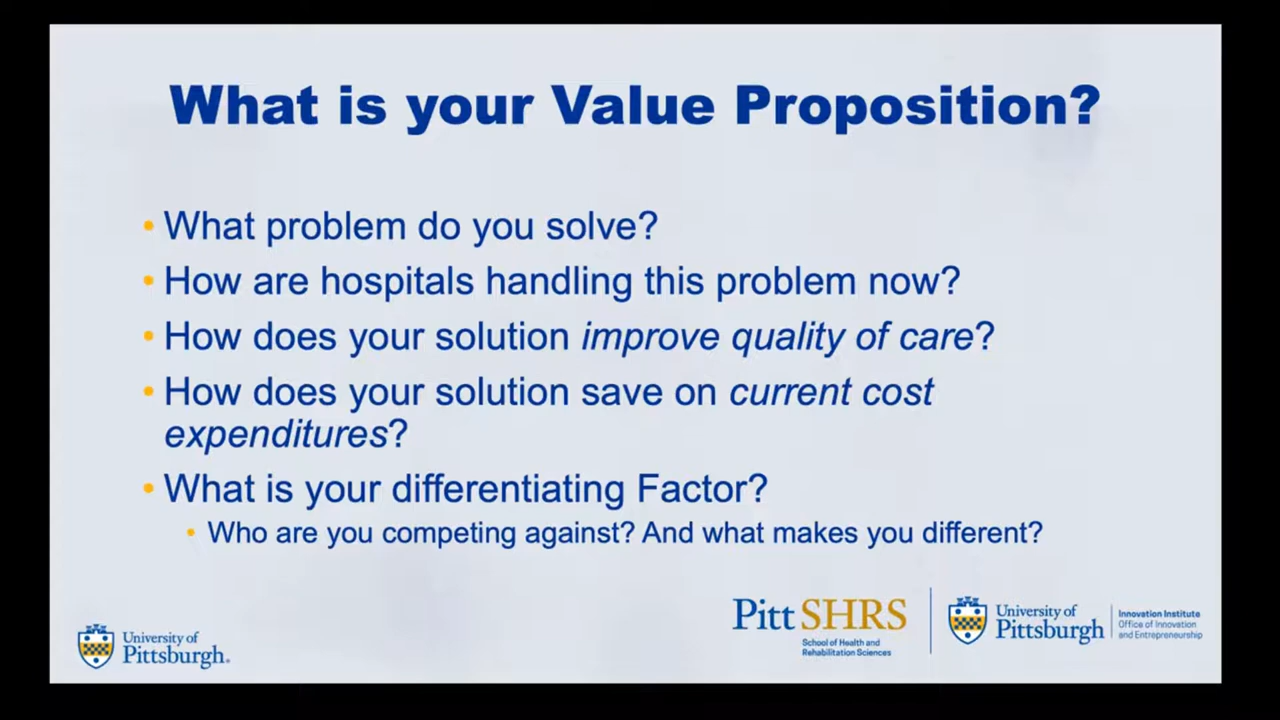 What is your Value Proposition?
• What problem do you solve?
• How are hospitals handling this problem now?
• How does your solution improve quality of care?
• How does your solution save on current cost
expenditures?
• What is your differentiating Factor?
• Who are you competing against? And what makes you different?
University of
Pittsburgh.
Pitt SHRS
School of Health and
Rehabilitation Sciences
University of
Pittsburgh
Innovation Institute
Office of Innovation
and Entrepreneurship